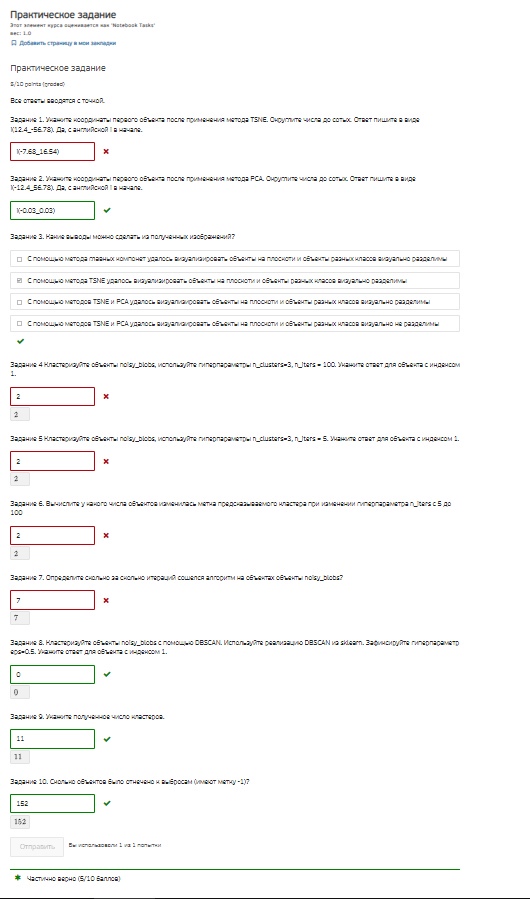 Практическое задание
Этот элемент курса оценивается как 'Notebook Tasks'
вес: 1.0
Добавить страницу в мои закладки
Практическое задание
5/10 points (graded)
Все ответы вводятся с точкой.
Задание 1. Укажите координаты первого объекта после применения метода TSNE. Округлите числа до сотых. Ответ пишите в виде
I(12.4_-56.78). Да, с английской I в начале.
I(-7.68_16.54)
Задание 2. Укажите координаты первого объекта после применения метода PCA. Округлите числа до сотых. Ответ пишите в виде
I(-12.4_56.78). Да, с английской I в начале.
I(-0.03_0.03)
Задание 3. Какие выводы можно сделать из полученных изображений?
С помощью метода главных компонет удалось визуализировать объекты на плоскости и объекты разных класов визуально разделимы
С помощью метода TSNE удалось визуализировать объекты на плоскости и объекты разных класов визуально разделимы
С помощью методов TSNE и PCA удалось визуализировать объекты на плоскости и объекты разных класов визуально разделимы
С помощью методов TSNE и PCA удалось визуализировать объекты на плоскости и объекты разных класов визуально не разделимы
Задание 4 Кластеризуйте объекты noisy_blobs, используйте гиперпараметры n_clusters=3, n_iters = 100. Укажите ответ для объекта с индексом
1.
2
2
Задание 5 Кластеризуйте объекты noisy_blobs, используйте гиперпараметры n_clusters=3, n_iters = 5. Укажите ответ для объекта с индексом 1.
2
2
Задание 6. Вычислите у какого числа объектов изменилась метка предсказываемого кластера при изменении гиперпараметра n_iters с 5 до
100
2
2
Задание 7. Определите сколько за сколько итераций сошелся алгоритм на объектах объекты noisy_blobs?
7
7
Задание 8. Кластеризуйте объекты noisy_blobs с помощью DBSCAN. Используйте реализацию DBSCAN из sklearn. Зафиксируйте гиперпараметр
eps=0.5. Укажите ответ для объекта с индексом 1.
0
0
Задание 9. Укажите полученное число кластеров.
11
11
Задание 10. Сколько объектов было отнечено к выбросам (имеют метку -1)?
152
152
Отправить
Вы использовали 1 из 1 попытки
Частично верно (5/10 баллов)